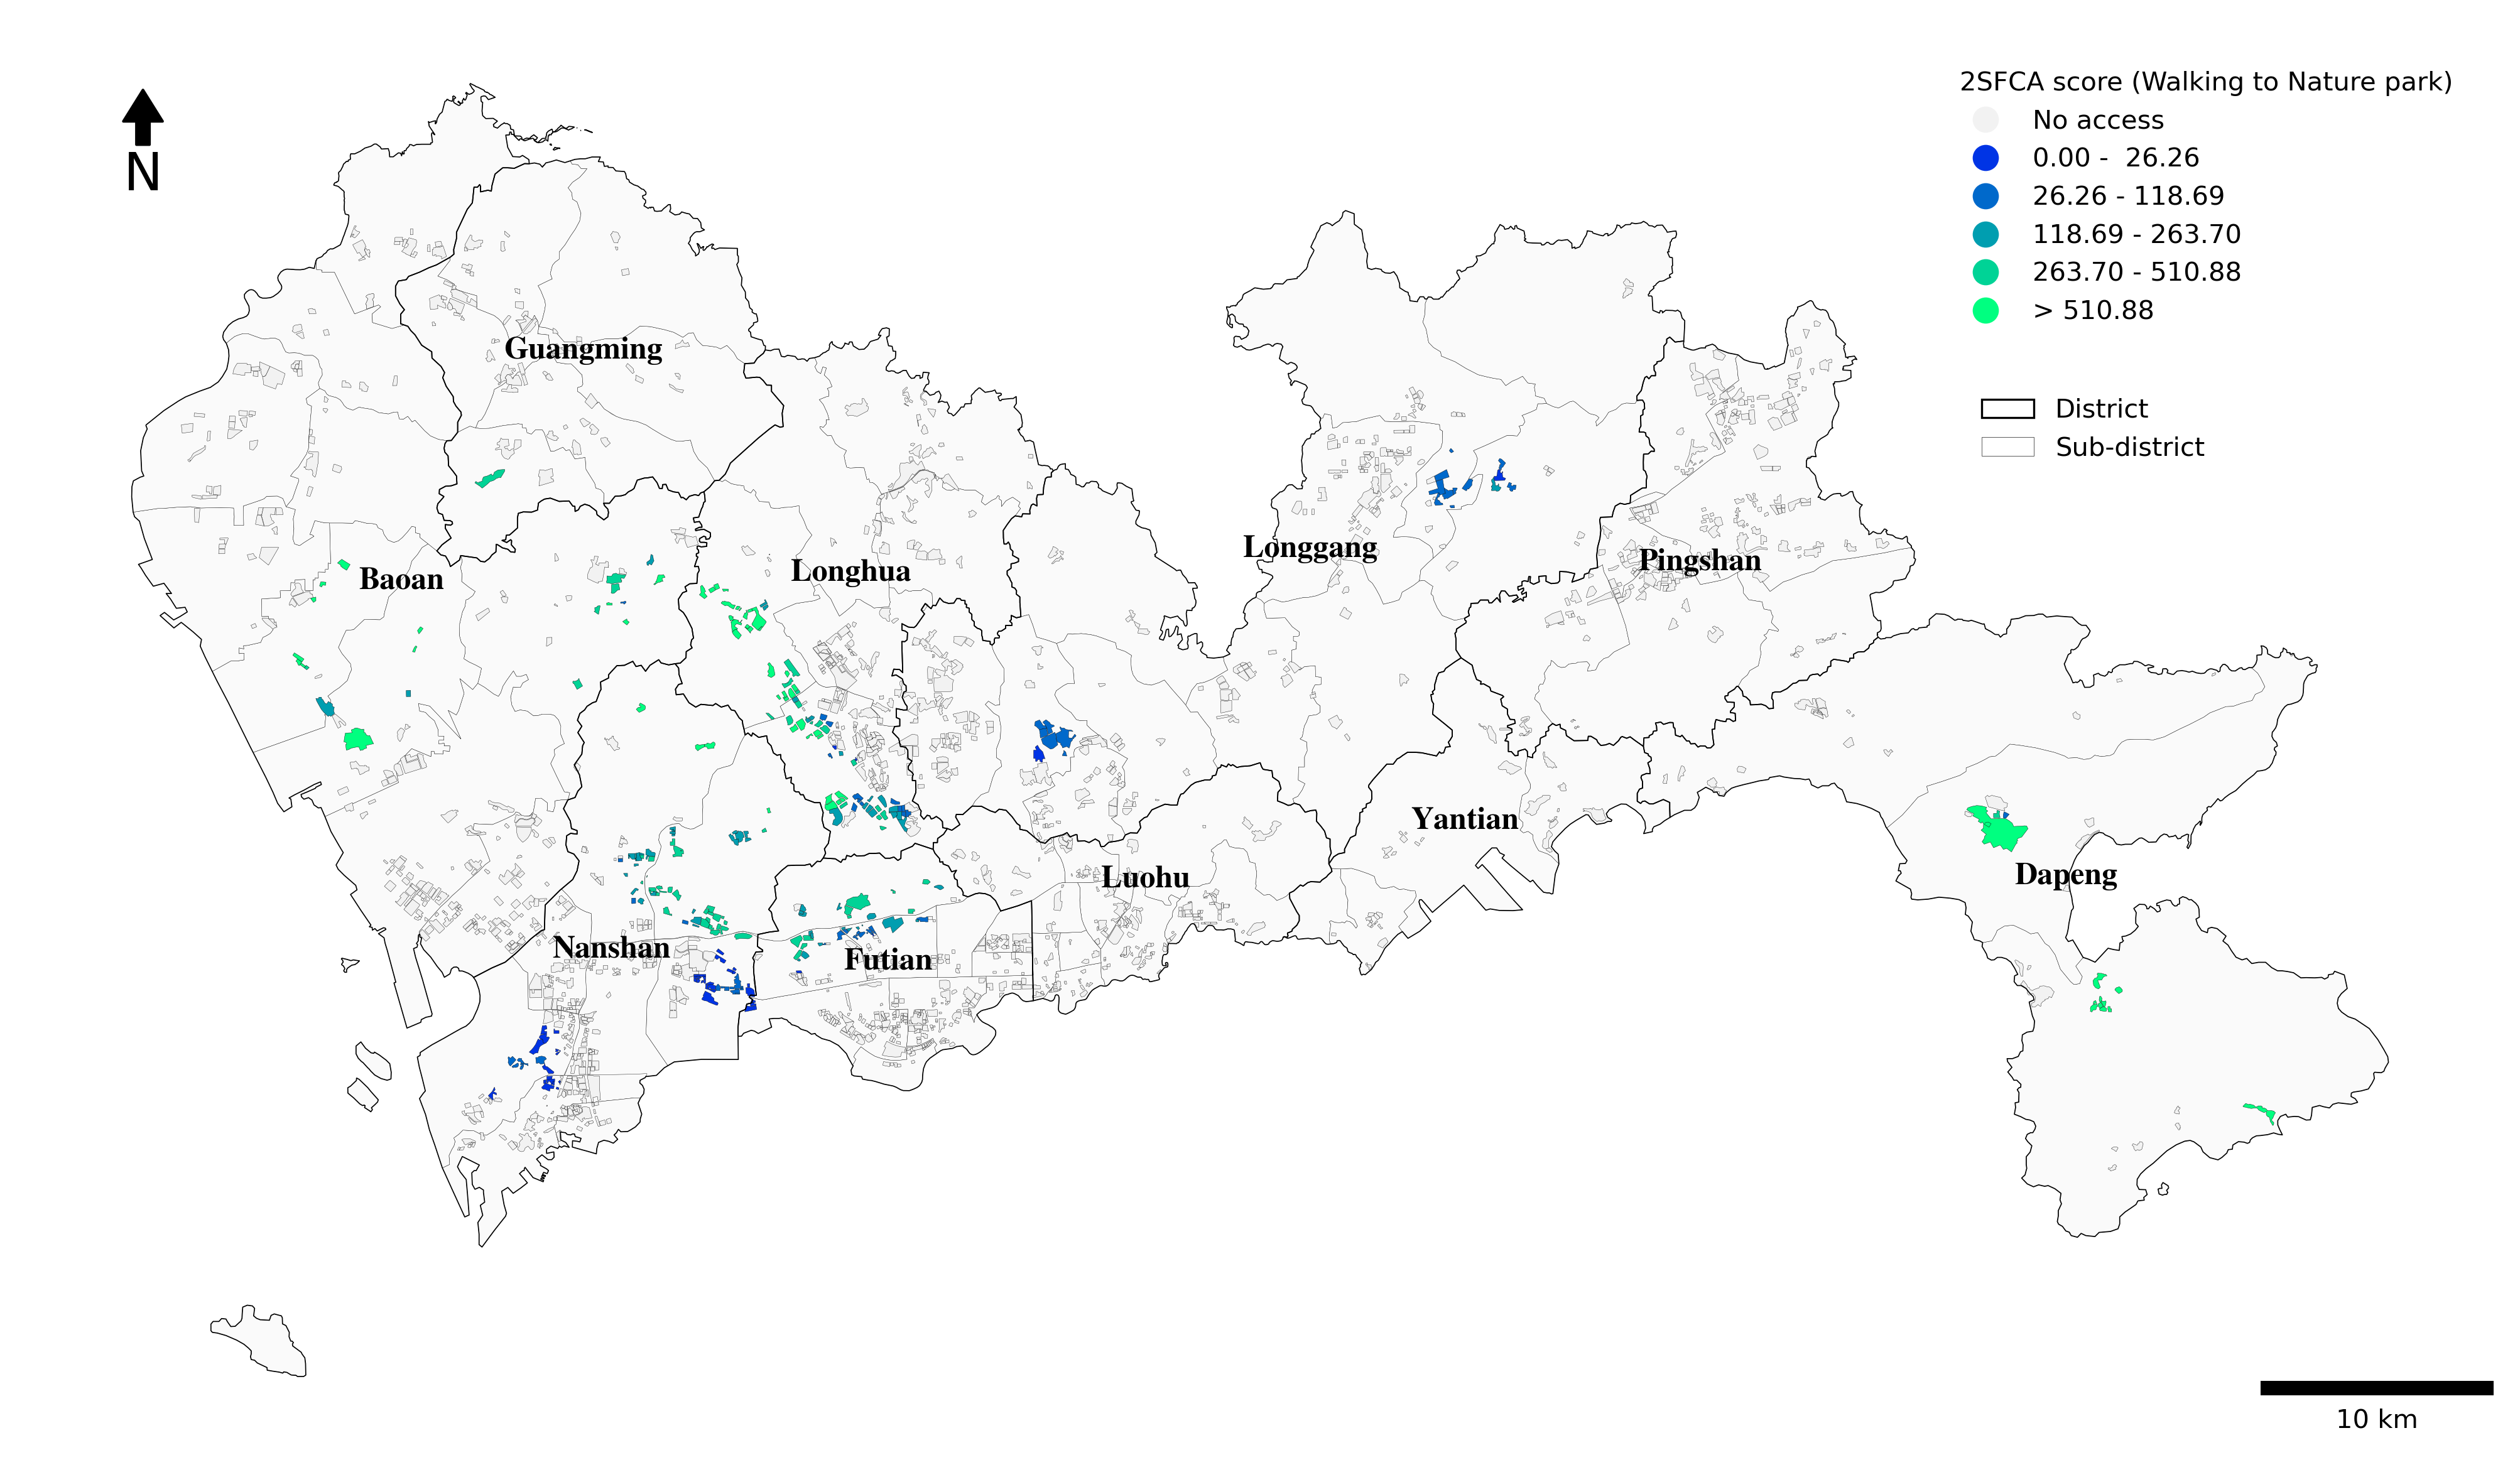 2SFCA score (Walking to Nature park)
No access
0.00 -  26.26
26.26 - 118.69
118.69 - 263.70
263.70 - 510.88
> 510.88
District
Sub-district
N
Guangming
Baoan
Longhua
Longgang
Pingshan
Yantian
Luohu
Dapeng
Nanshan
Futian
10 km